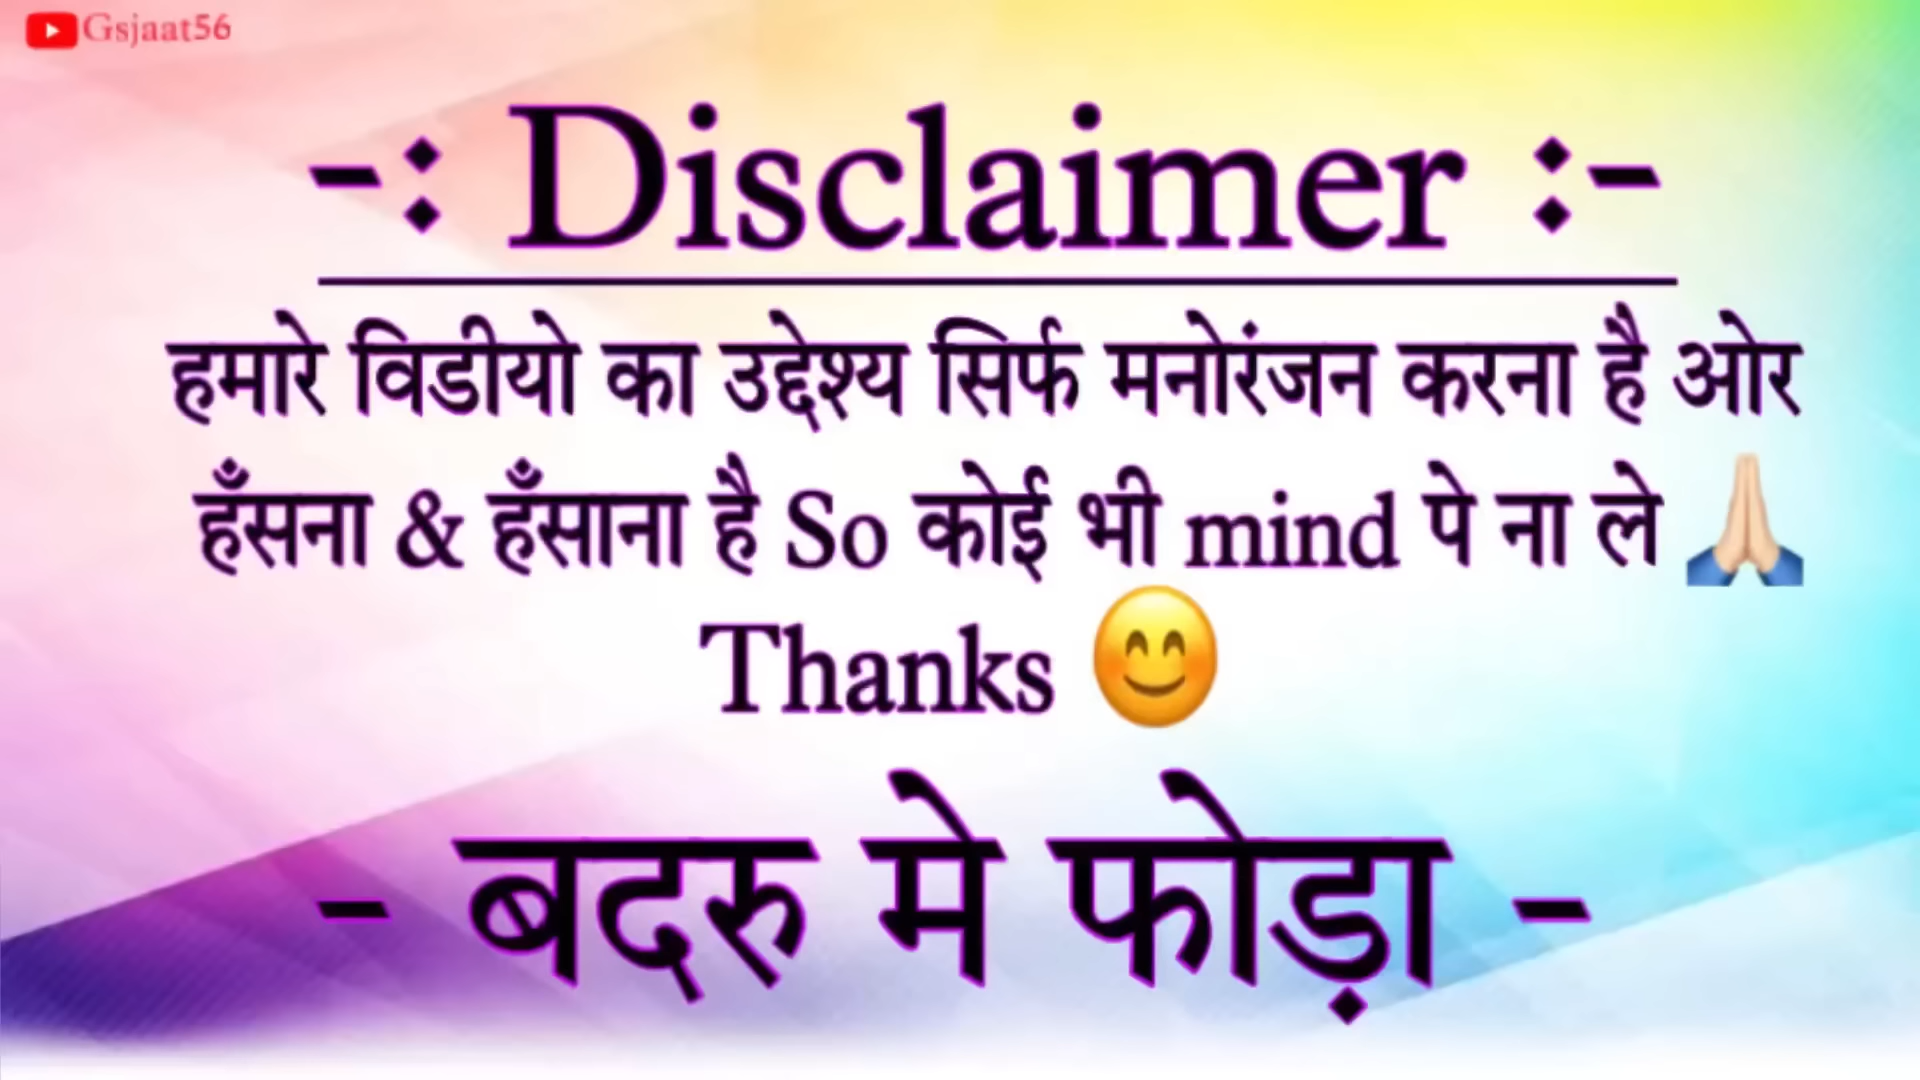 Gsjaat56
-: Disclaimer :-
हमारे विडीयो का उद्देश्य सिर्फ मनोरंजन करना है ओर
हँसना & हँसाना है So कोई भी mind पे ना ले 🙏🏻
Thanks 😊
- बदरु मे फोड़ा -